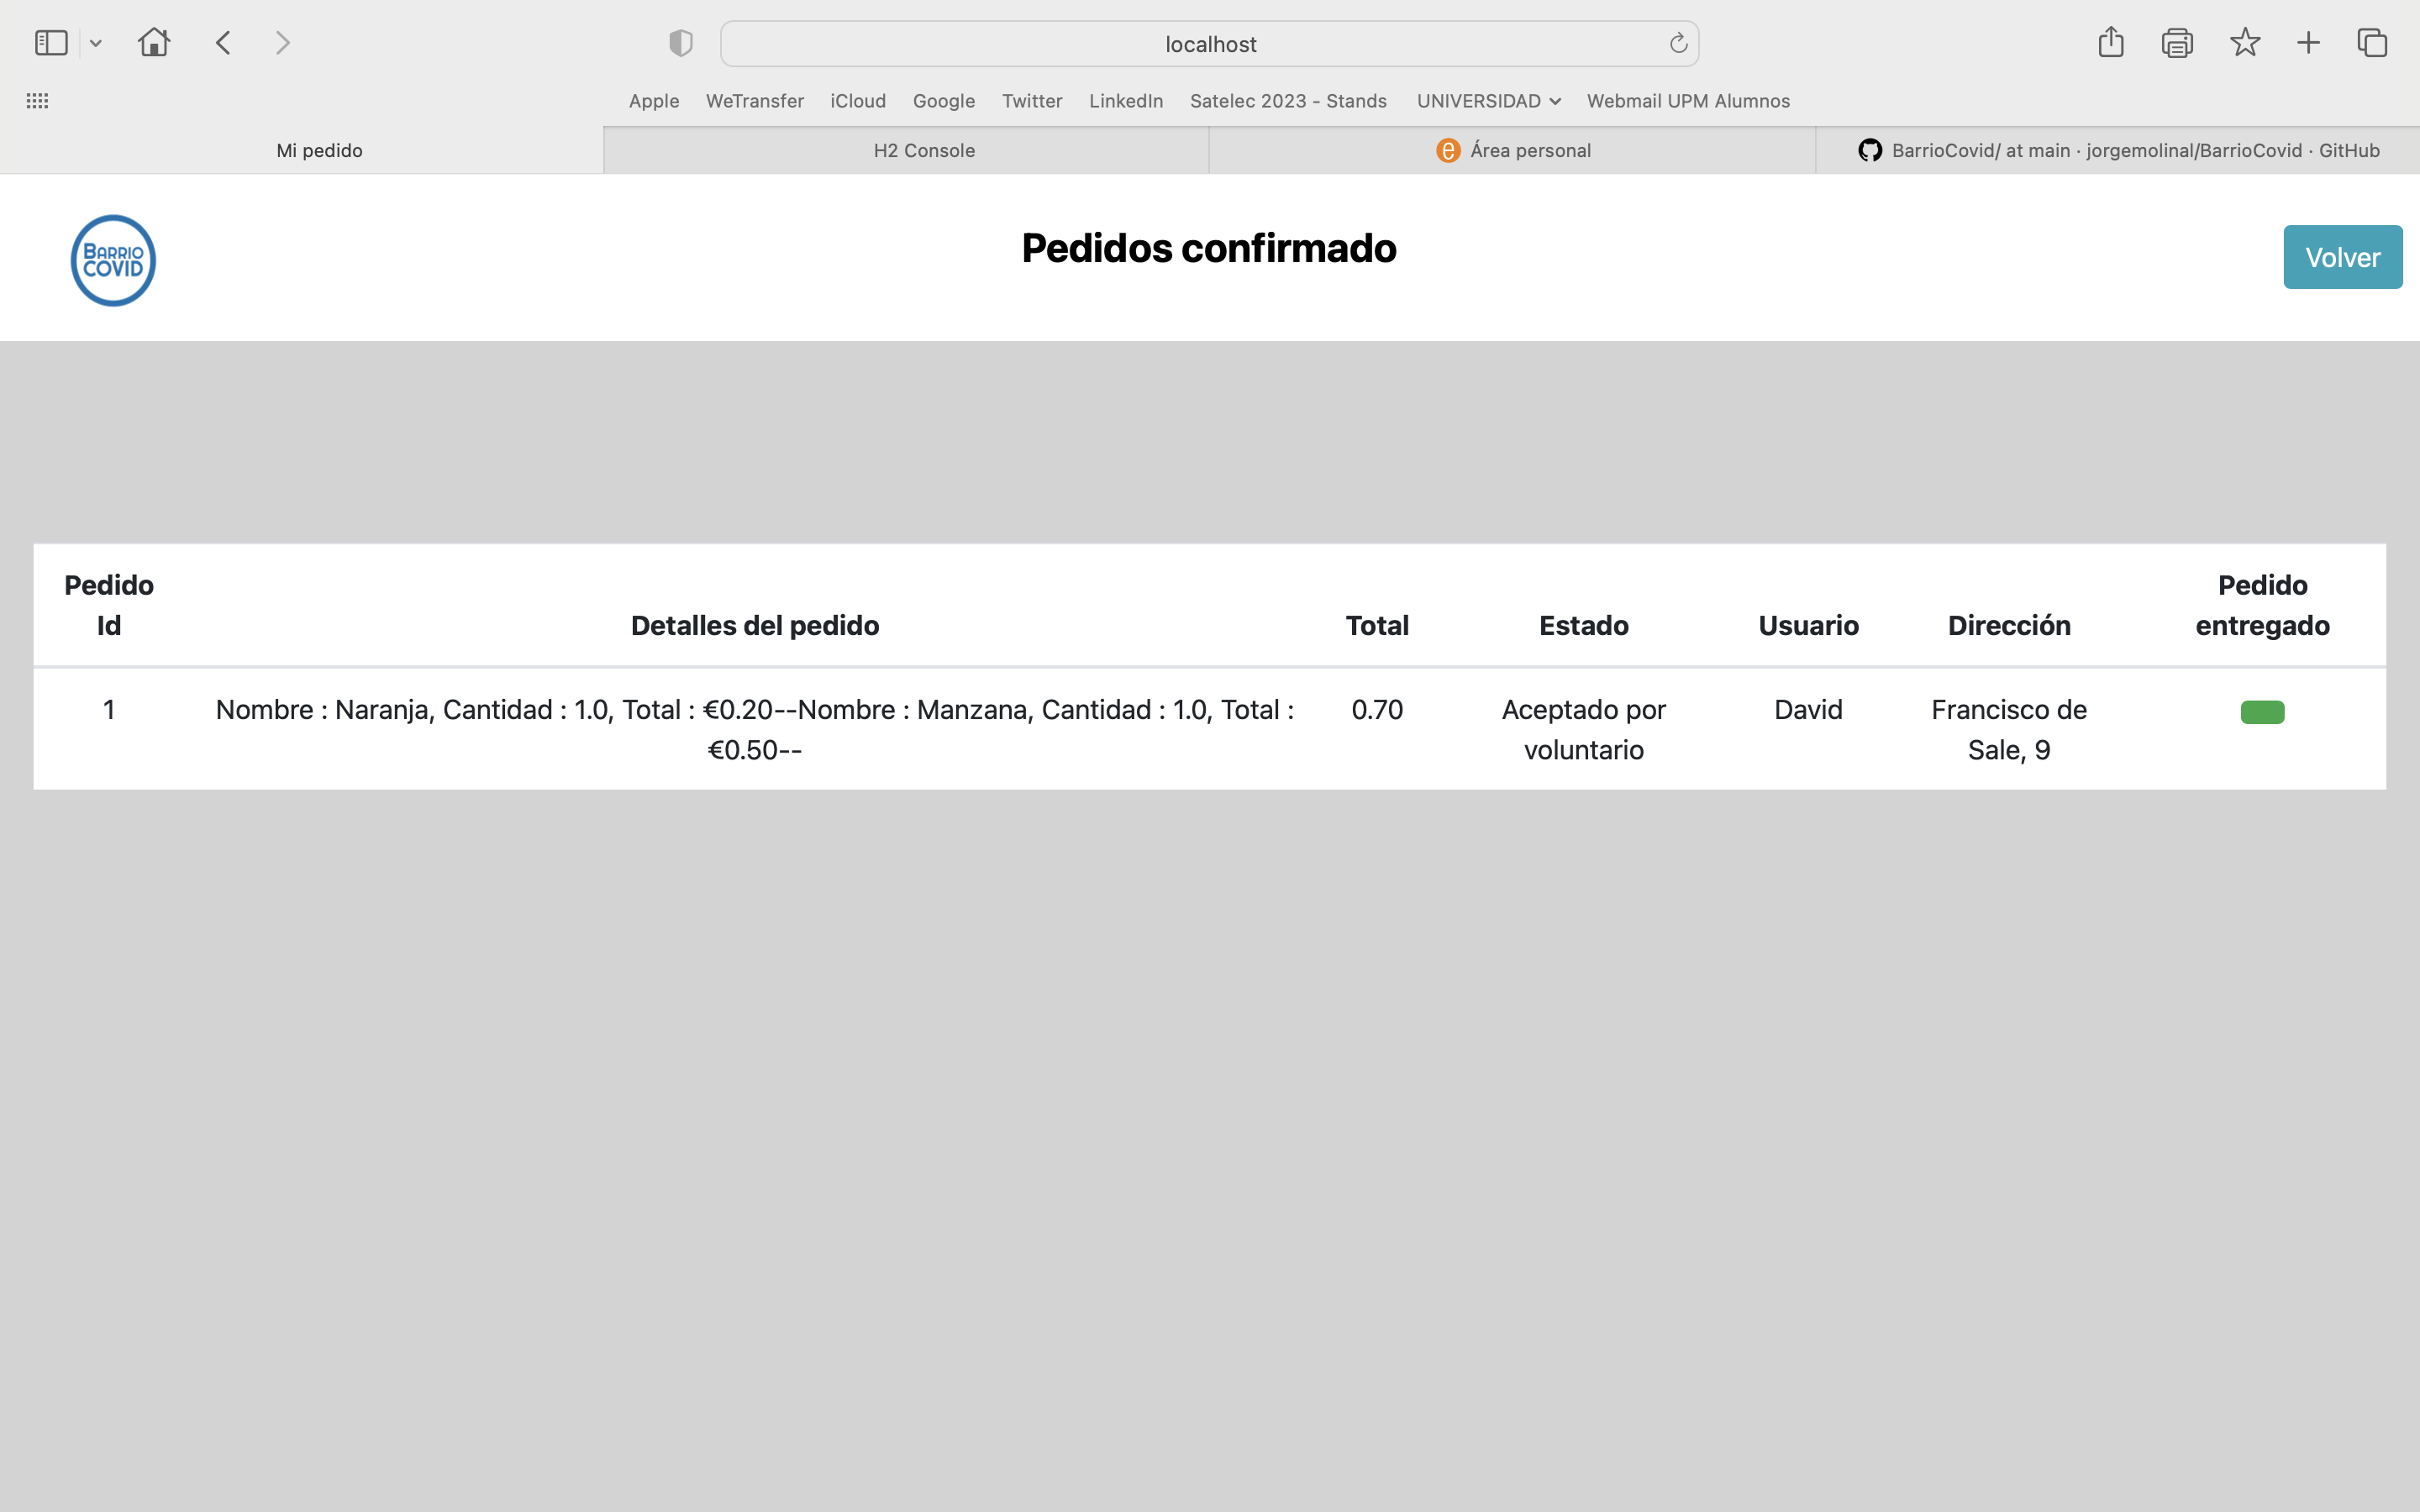 localhost
Apple WeTransfer iCloud Google Twitter LinkedIn Satelec 2023 - Stands UNIVERSIDAD Webmail UPM Alumnos
Mi pedido
H2 Console
Área personal
BarrioCovid/ at main · jorgemolinal/BarrioCovid · GitHub
BARRIO
COVID
Pedidos confirmado
Volver
Pedido Id
Detalles del pedido
Total
Estado
Usuario
Dirección
Pedido entregado
1
Nombre : Naranja, Cantidad : 1.0, Total : €0.20--Nombre : Manzana, Cantidad : 1.0, Total :
€0.50--
0.70
Aceptado por
voluntario
David
Francisco de
Sale, 9